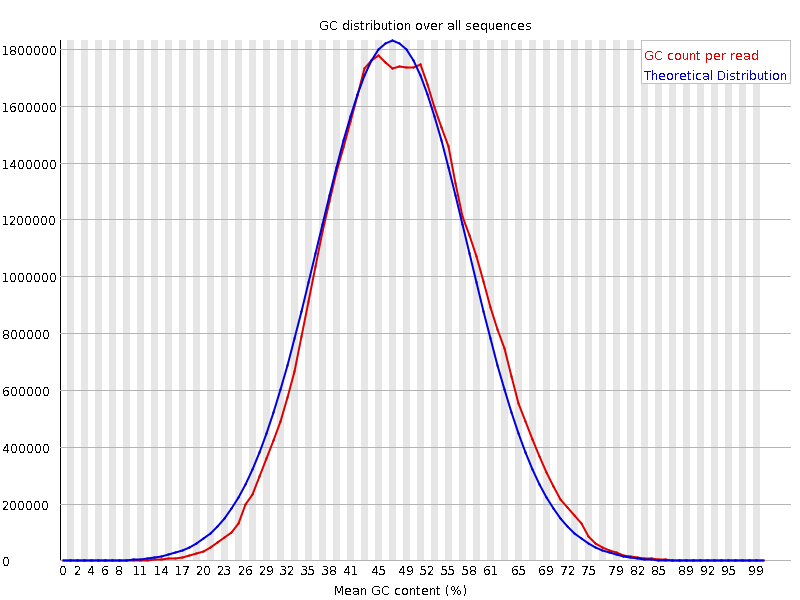 GC distribution over all sequences
GC count per read
Theoretical Distribution
1800000
1600000
1400000
1200000
1000000
800000
600000
400000
200000
0
0 2 4 6 8 11 14 17 20 23 26 29 32 35 38 41 45 49 52 55 58 61 65 69 72 75 79 82 85 89 92 95 99
Mean GC content (%)